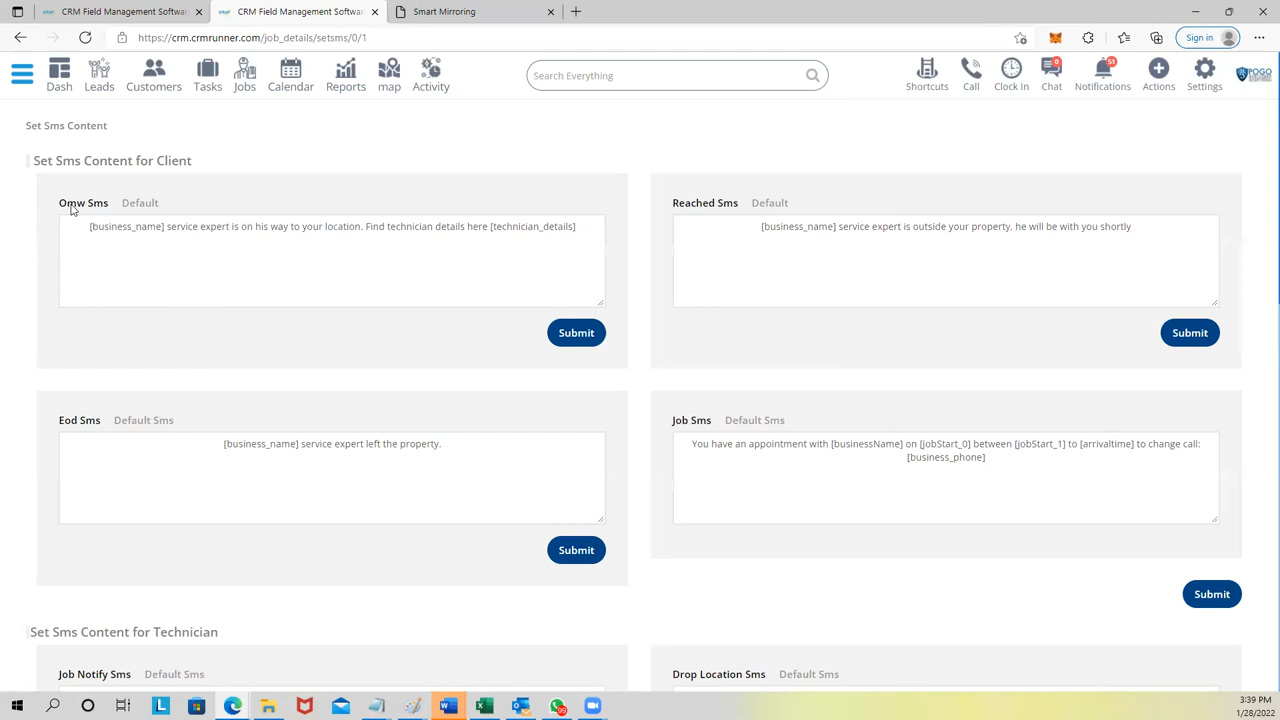 CRM Field Management Softwar
CRM Field Management Softwar
Smart Mirroring
https://crm.crmrunner.com/job_details/setsms/0/1
Sign in
Dash
Leads
Customers
Tasks
Jobs
Calendar
Reports
map
Activity
Search Everything
Shortcuts
Call
Clock In
0
Chat
51
Notifications
Actions
Settings
POGO
Set Sms Content
Set Sms Content for Client
Omw Sms Default
[business_name] service expert is on his way to your location. Find technician details here [technician_details]
Submit
Reached Sms Default
[business_name] service expert is outside your property, he will be with you shortly
Submit
Eod Sms Default Sms
[business_name] service expert left the property.
Submit
Job Sms Default Sms
You have an appointment with [businessName] on [jobStart_0] between [jobStart_1] to [arrivaltime] to change call:
[business_phone]
Submit
Set Sms Content for Technician
Job Notify Sms Default Sms
Drop Location Sms Default Sms
3:39 PM
1/28/2022